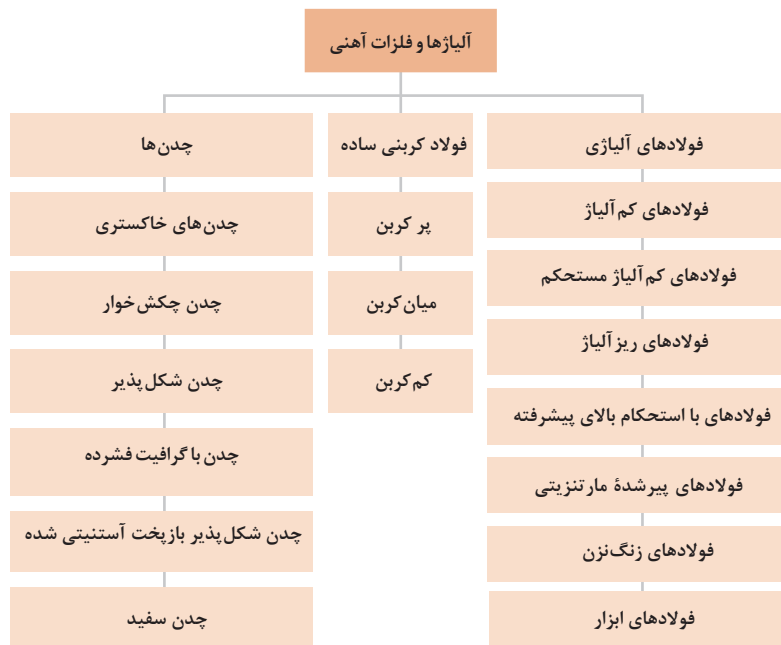 آلیاژها و فلزات آهنی
فولادهای آلیاژی
فولادهای کم‌آلیاژ
فولادهای کم‌آلیاژ مستحکم
فولادهای ریزآلیاژ
فولادهای با استحکام بالای پیشرفته
فولادهای پیرشدهٔ مارتنزیتی
فولادهای زنگ‌نزن
فولادهای ابزار
فولاد کربنی ساده
پر کربن
میان‌کربن
کم‌کربن
چدن‌ها
چدن‌های خاکستری
چدن چکش‌خوار
چدن شکل‌پذیر
چدن با گرافیت فشرده
چدن شکل‌پذیر بازپخت آستنیتی شده
چدن سفید